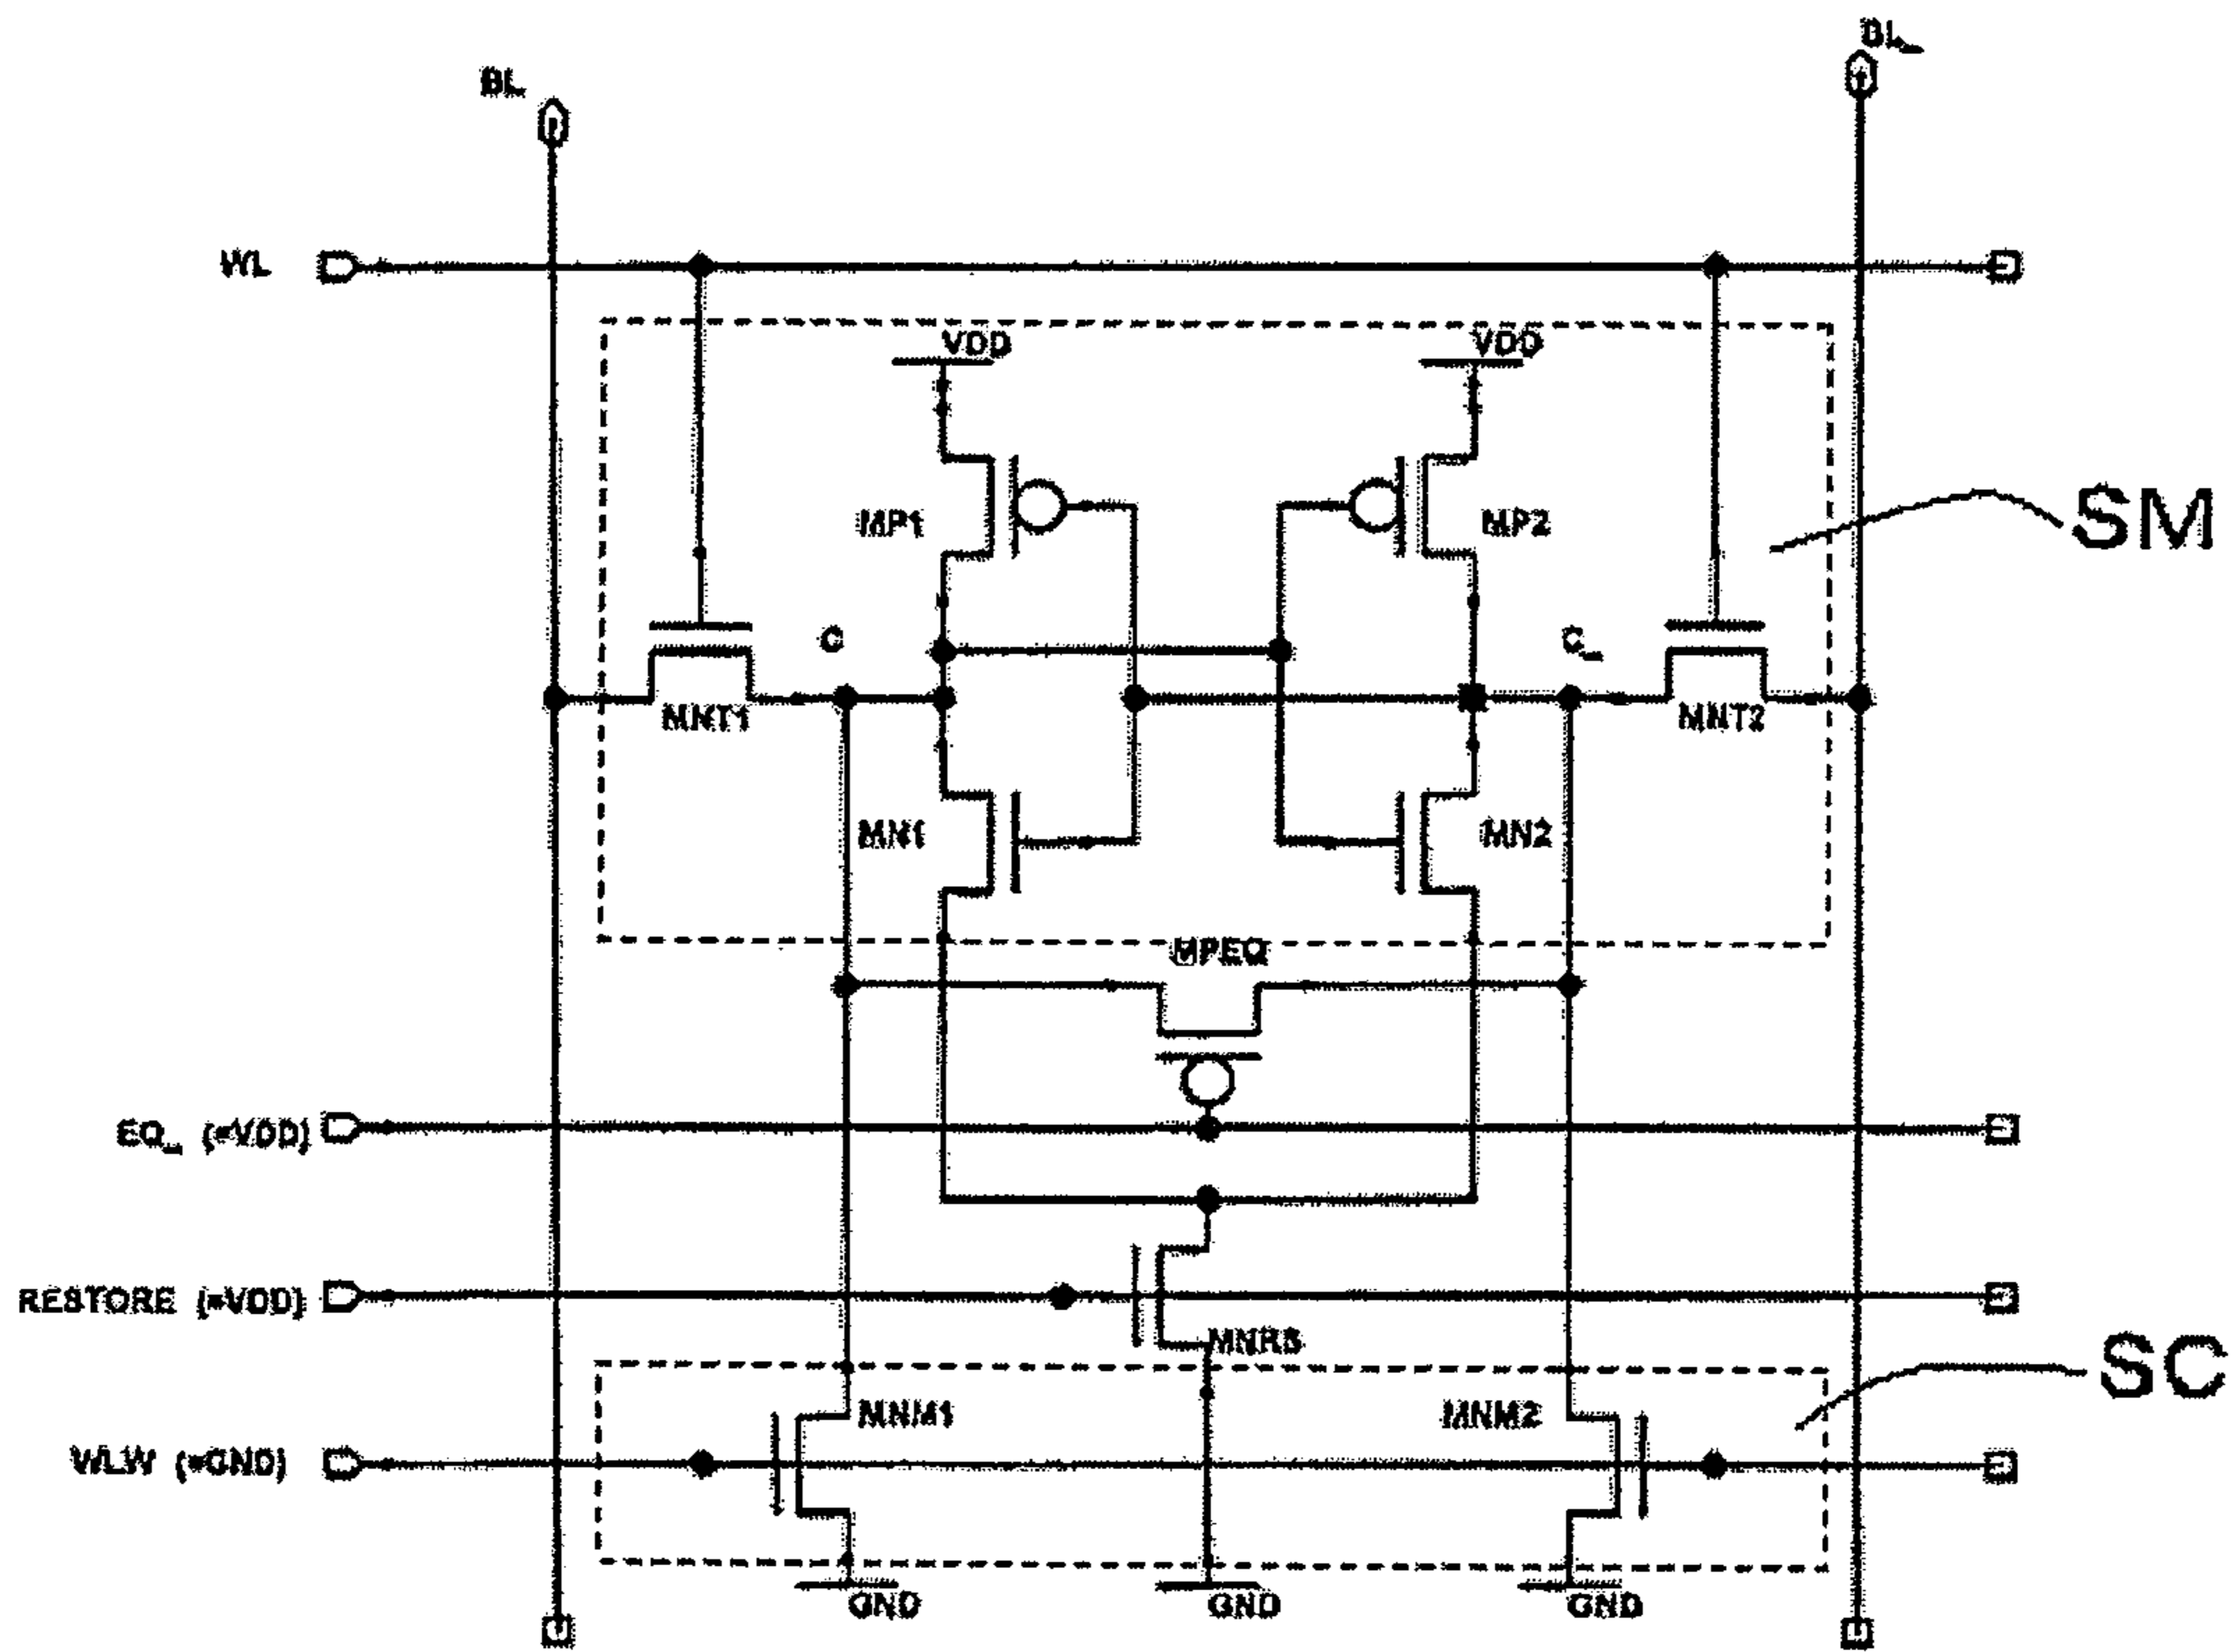 BL_
BL
WL
VDD VDD
MP1 MP2
SM
C C_
MNT1 MNT2
MN1 MN2
MPEQ
EQ_ (=VDD)
RESTORE (=VDD)
MNRS
SC
MNM1 MNM2
WLW (=GND)
GND GND GND